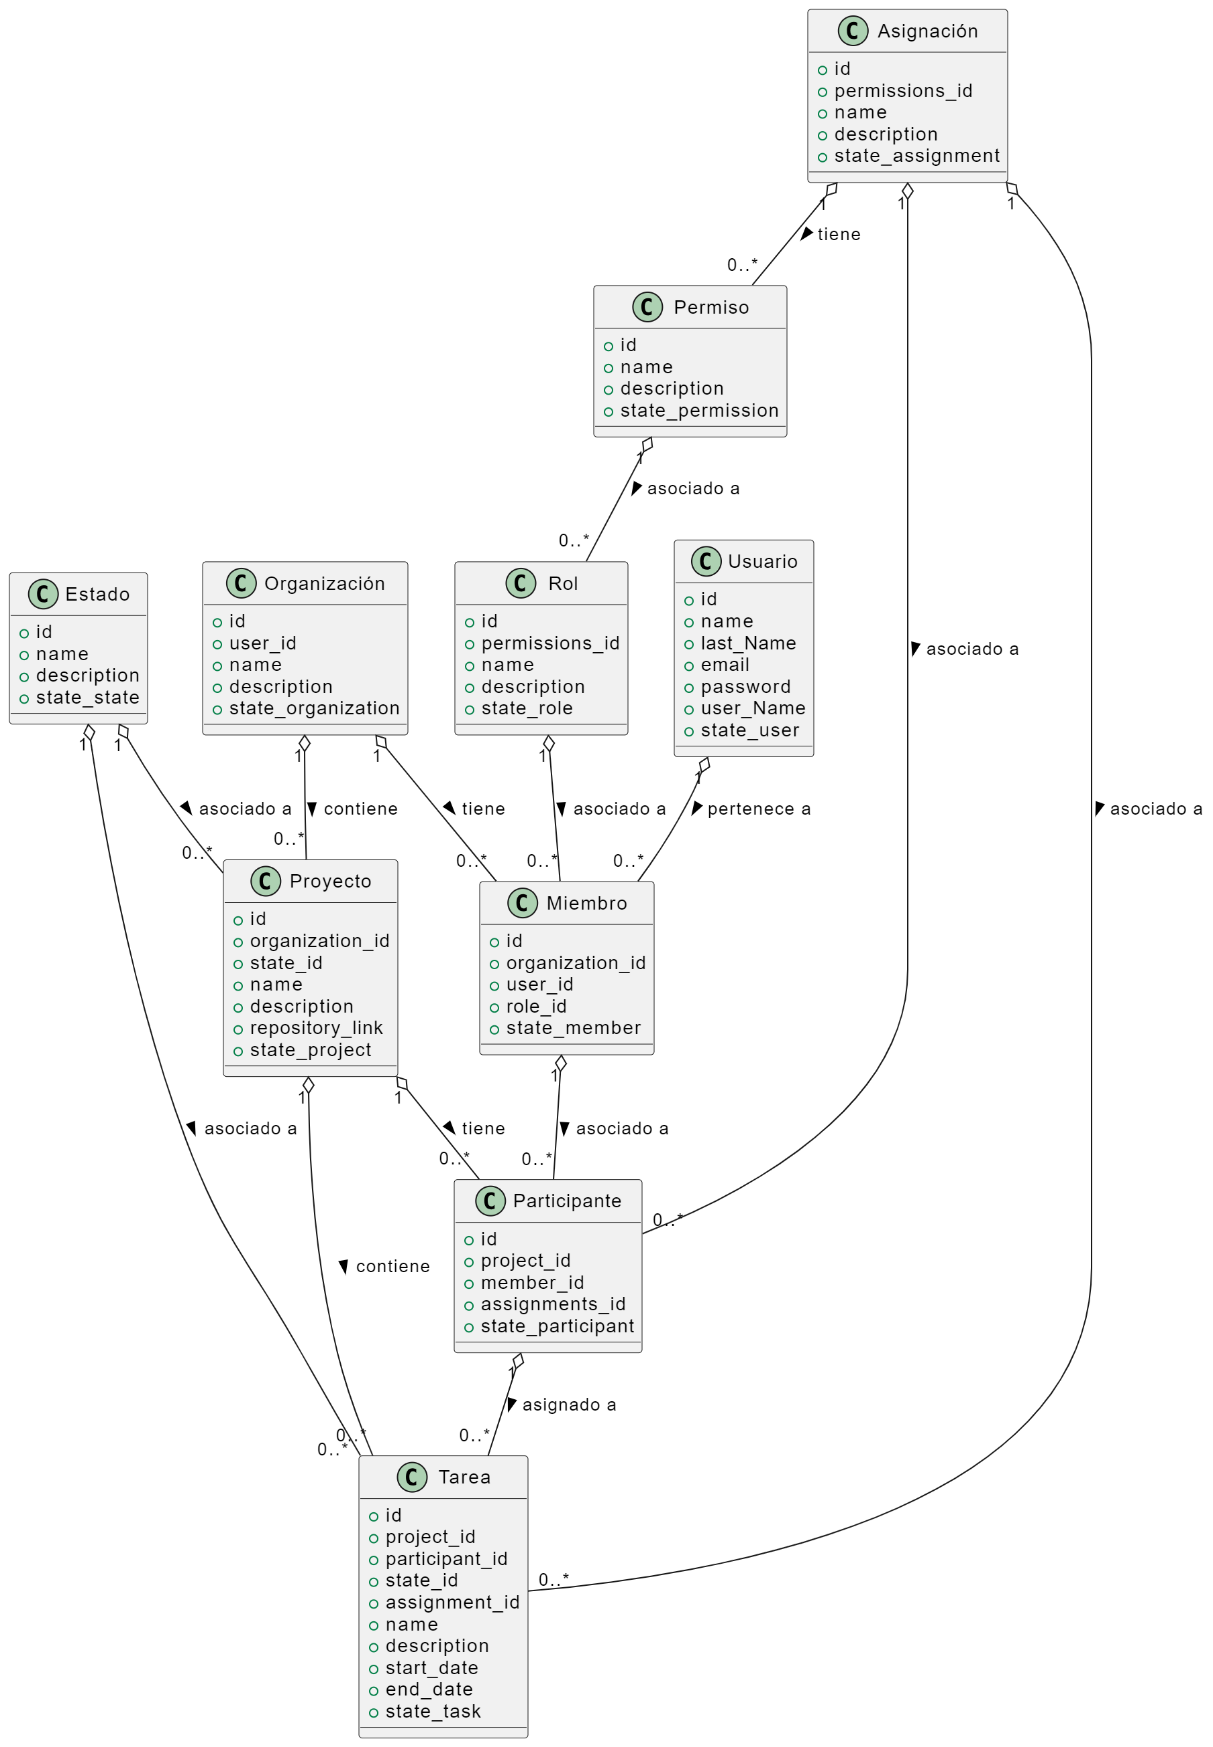 C Asignación
id
permissions_id
name
description
state_assignment
1
1
1
tiene
0..*
C Permiso
id
name
description
state_permission
1
asociado a
0..*
C Estado
id
name
description
state_state
1
1
C Organización
id
user_id
name
description
state_organization
1
1
C Rol
id
permissions_id
name
description
state_role
1
C Usuario
id
name
last_Name
email
password
user_Name
state_user
1
asociado a
asociado a
contiene
tiene
asociado a
pertenece a
asociado a
0..*
0..*
0..*
0..*
0..*
C Proyecto
id
organization_id
state_id
name
description
repository_link
state_project
1
1
C Miembro
id
organization_id
user_id
role_id
state_member
1
asociado a
tiene
asociado a
0..*
0..*
0..*
C Participante
id
project_id
member_id
assignments_id
state_participant
1
contiene
asignado a
0..*
0..*
0..*
C Tarea
id
project_id
participant_id
state_id
assignment_id
name
description
start_date
end_date
state_task
0..*